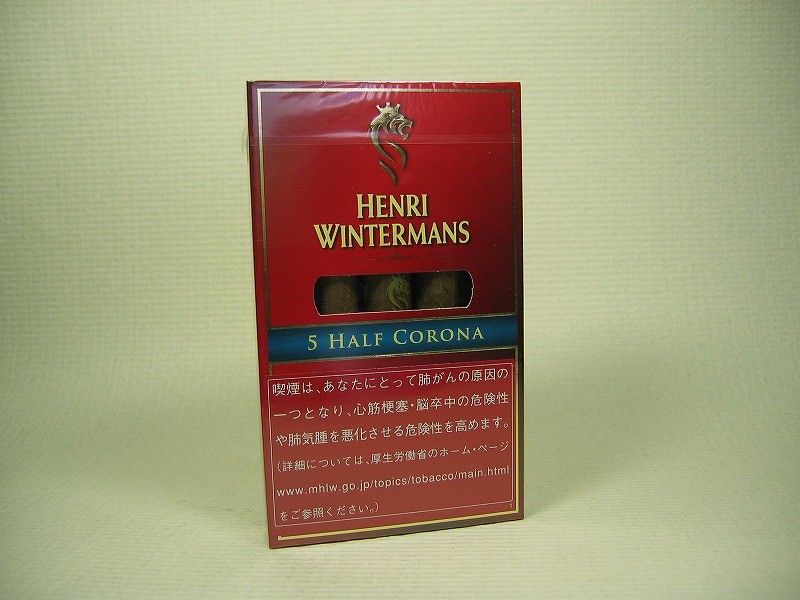 HENRI
WINTERMANS
5 HALF CORONA
喫煙は、あなたにとって肺がんの原因の
一つとなり、心筋梗塞・脳卒中の危険性
や肺気腫を悪化させる危険性を高めます。
(詳細については、厚生労働省のホーム・ページ
www.mhlw.go.jp/topics/tobacco/main.html
をご参照ください。)
1